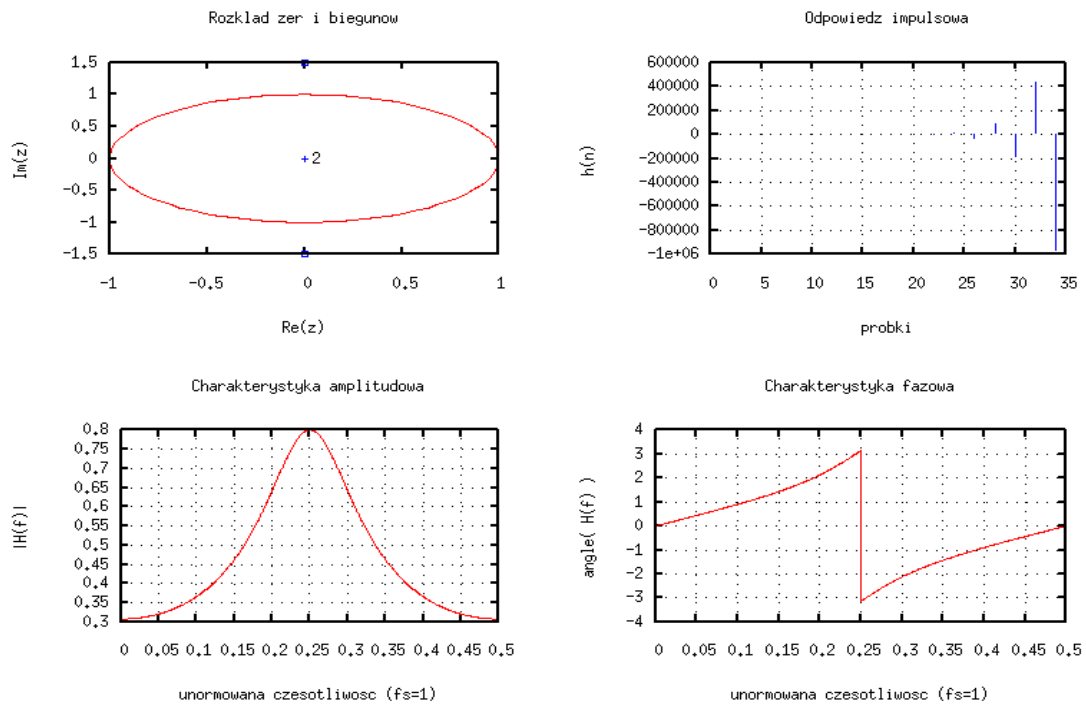 Rozklad zer i biegunow
1.5
1
0.5
0
-0.5
-1
-1.5
Im(z)
2
-1 -0.5 0 0.5 1
Re(z)
Odpowiedz impulsowa
600000
400000
200000
0
-200000
-400000
-600000
-800000
-1e+06
h(n)
0 5 10 15 20 25 30 35
probki
Charakterystyka amplitudowa
0.8
0.75
0.7
0.65
0.6
0.55
0.5
0.45
0.4
0.35
0.3
|H(f)|
0 0.05 0.1 0.15 0.2 0.25 0.3 0.35 0.4 0.45 0.5
unormowana czesotliwosc (fs=1)
Charakterystyka fazowa
4
3
2
1
0
-1
-2
-3
-4
angle( H(f) )
0 0.05 0.1 0.15 0.2 0.25 0.3 0.35 0.4 0.45 0.5
unormowana czesotliwosc (fs=1)